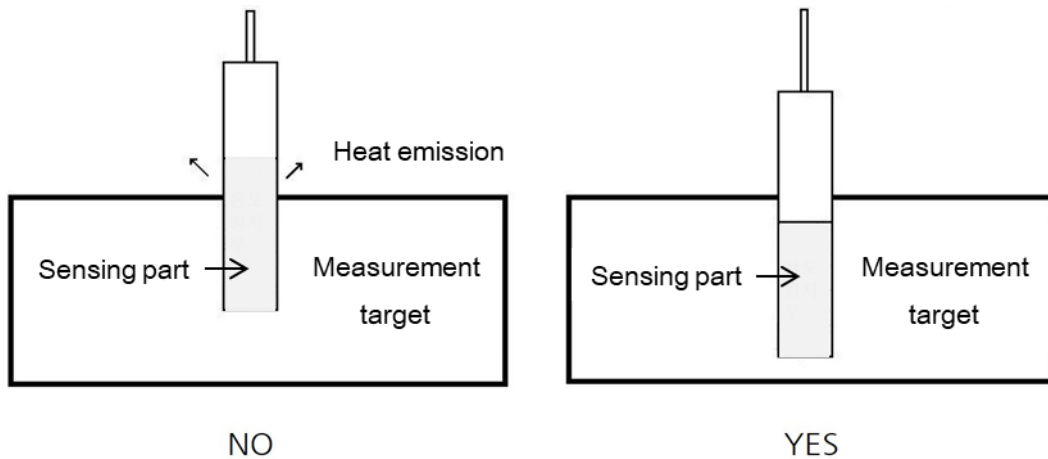 Heat emission
Sensing part
Measurement
target
Sensing part
Measurement
target
NO
YES